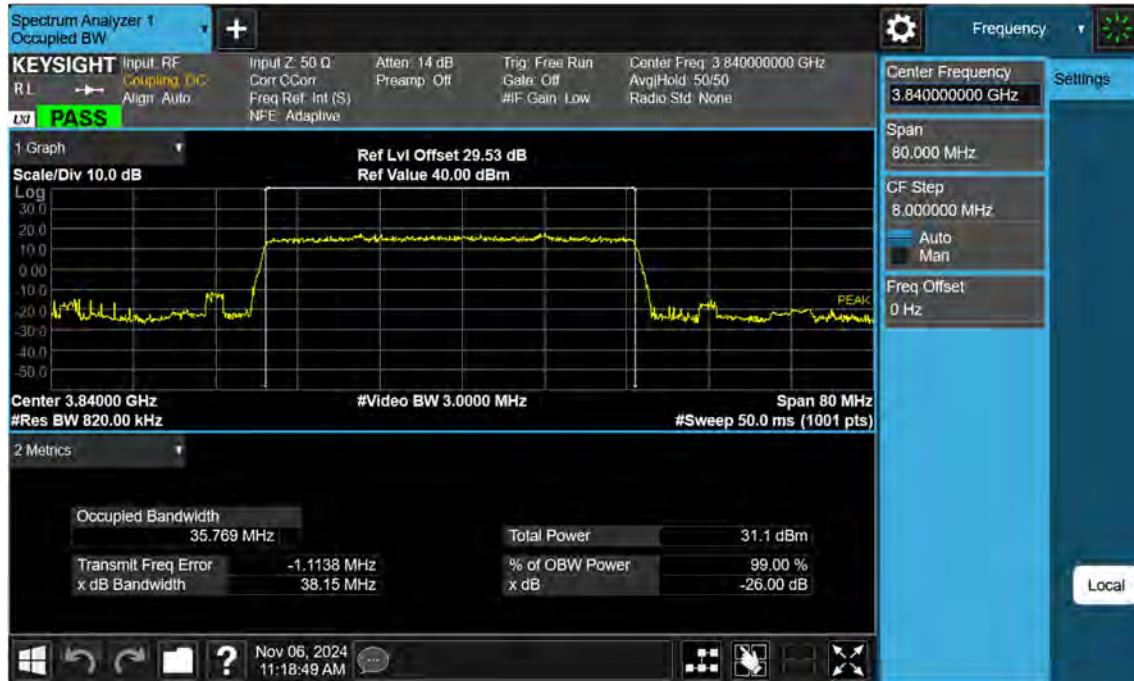 Spectrum Analyzer 1
Occupied BW
+
Frequency
KEYSIGHT
RL
LXI
PASS
Input: RF
Coupling: DC
Align: Auto
Input Z: 50 Ω
Corr CCorr
Freq Ref: Int (S)
NFE: Adaptive
Atten: 14 dB
Preamp: Off
Trig: Free Run
Gate: Off
#IF Gain: Low
Center Freq: 3.840000000 GHz
Avg|Hold: 50/50
Radio Std: None
Center Frequency
3.840000000 GHz
Settings
Span
80.000 MHz
CF Step
8.000000 MHz
Auto
Man
Freq Offset
0 Hz
1 Graph
Scale/Div 10.0 dB
Ref Lvl Offset 29.53 dB
Ref Value 40.00 dBm
Log
30.0
20.0
10.0
0.00
-10.0
-20.0
-30.0
-40.0
-50.0
PEAK
Center 3.84000 GHz
#Video BW 3.0000 MHz
Span 80 MHz
#Res BW 820.00 kHz
#Sweep 50.0 ms (1001 pts)
2 Metrics
Occupied Bandwidth
35.769 MHz
Total Power 31.1 dBm
Transmit Freq Error -1.1138 MHz
% of OBW Power 99.00 %
x dB Bandwidth 38.15 MHz
x dB -26.00 dB
Local
?
Nov 06, 2024
11:18:49 AM